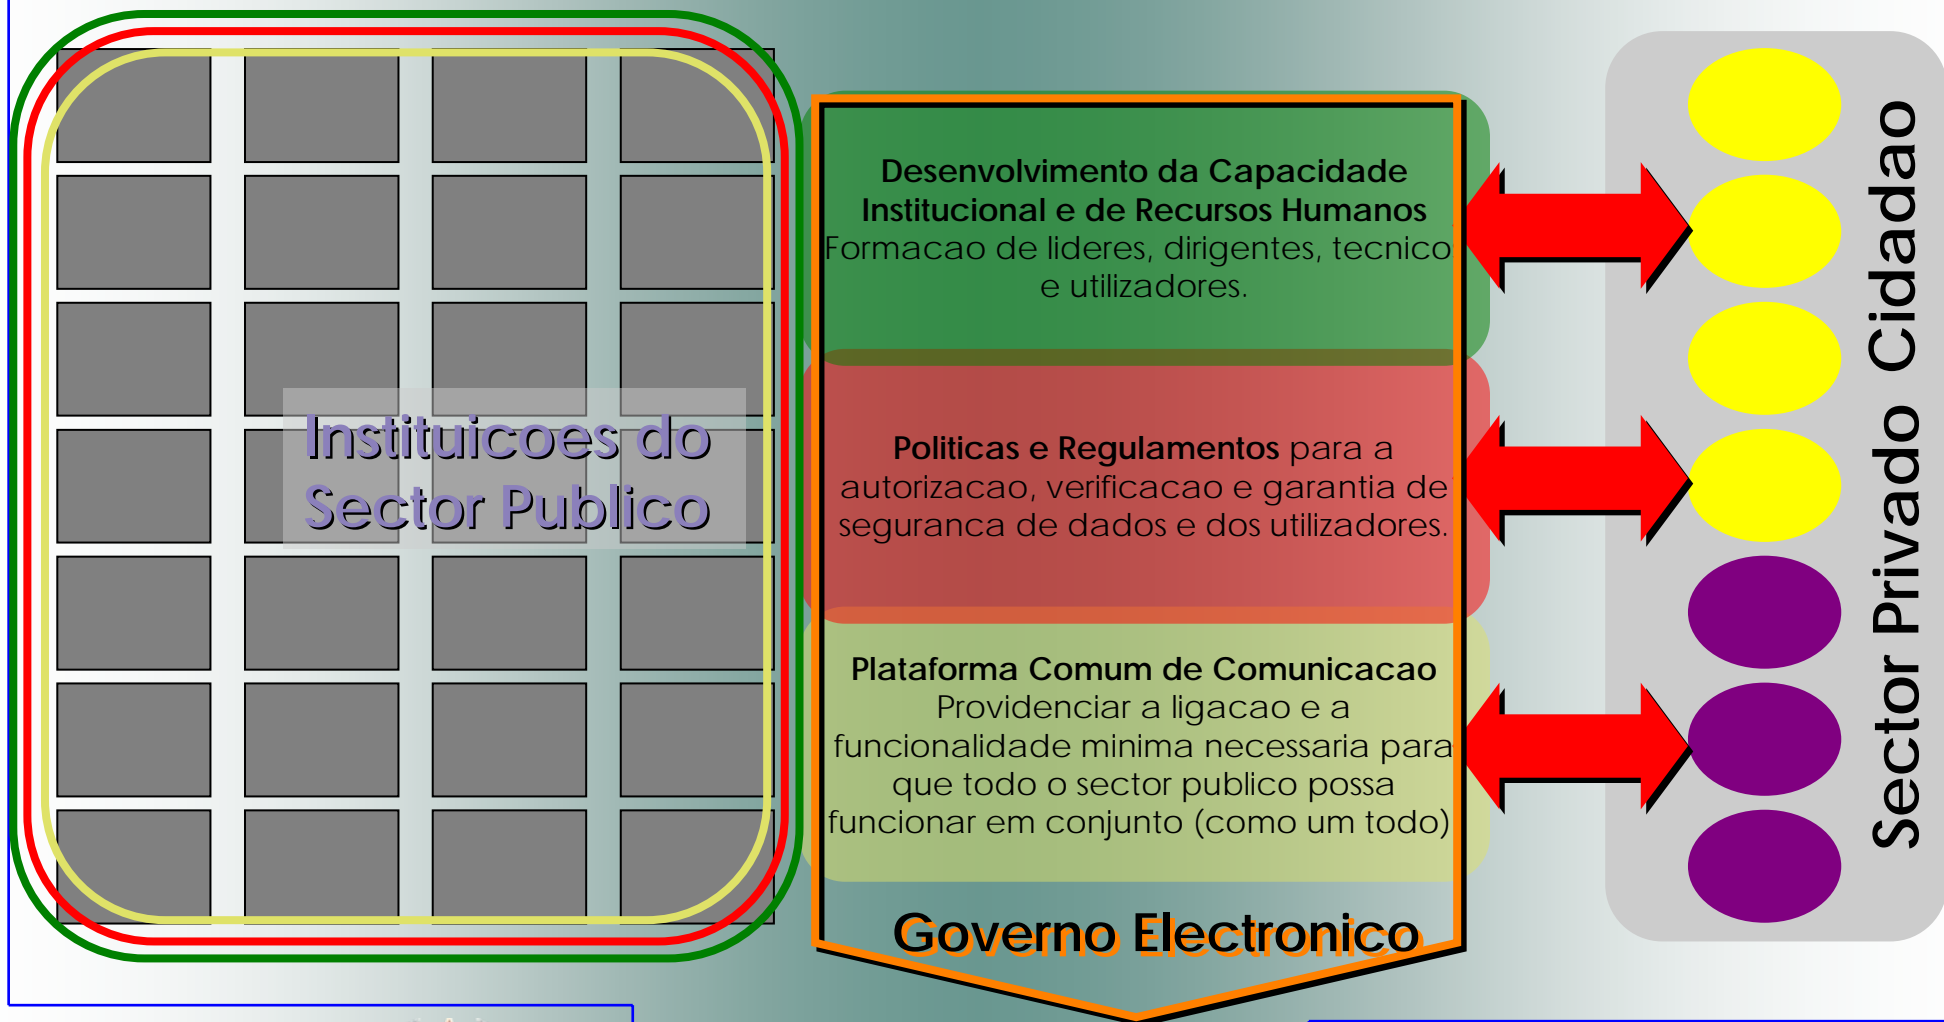 Instituicoes do
Sector Publico
Desenvolvimento da Capacidade
Institucional e de Recursos Humanos
Formacao de lideres, dirigentes, tecnico
e utilizadores.
Politicas e Regulamentos para a
autorizacao, verificacao e garantia de
seguranca de dados e dos utilizadores.
Plataforma Comum de Comunicacao
Providenciar a ligacao e a
funcionalidade minima necessaria para
que todo o sector publico possa
funcionar em conjunto (como um todo)
Governo Electronico
Sector Privado Cidadao